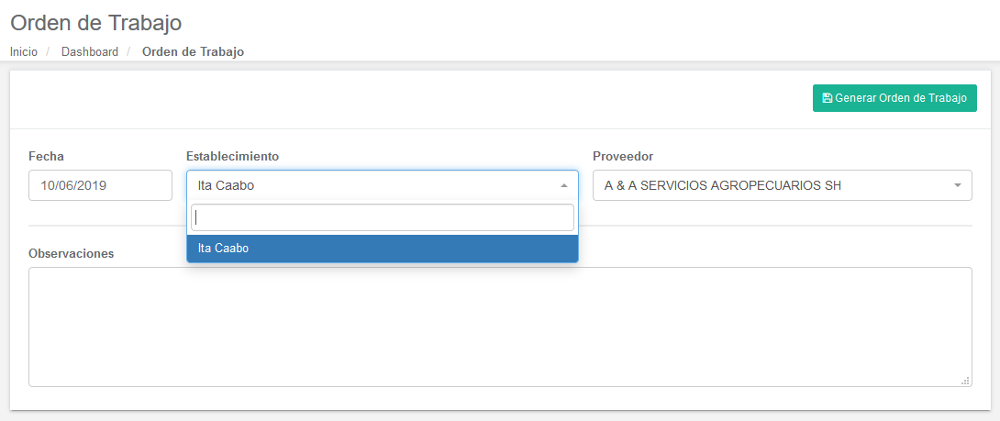 Orden de Trabajo
Inicio / Dashboard / Orden de Trabajo
Generar Orden de Trabajo
Fecha
Establecimiento
Proveedor
10/06/2019
Ita Caabo
A & A SERVICIOS AGROPECUARIOS SH
Ita Caabo
Observaciones